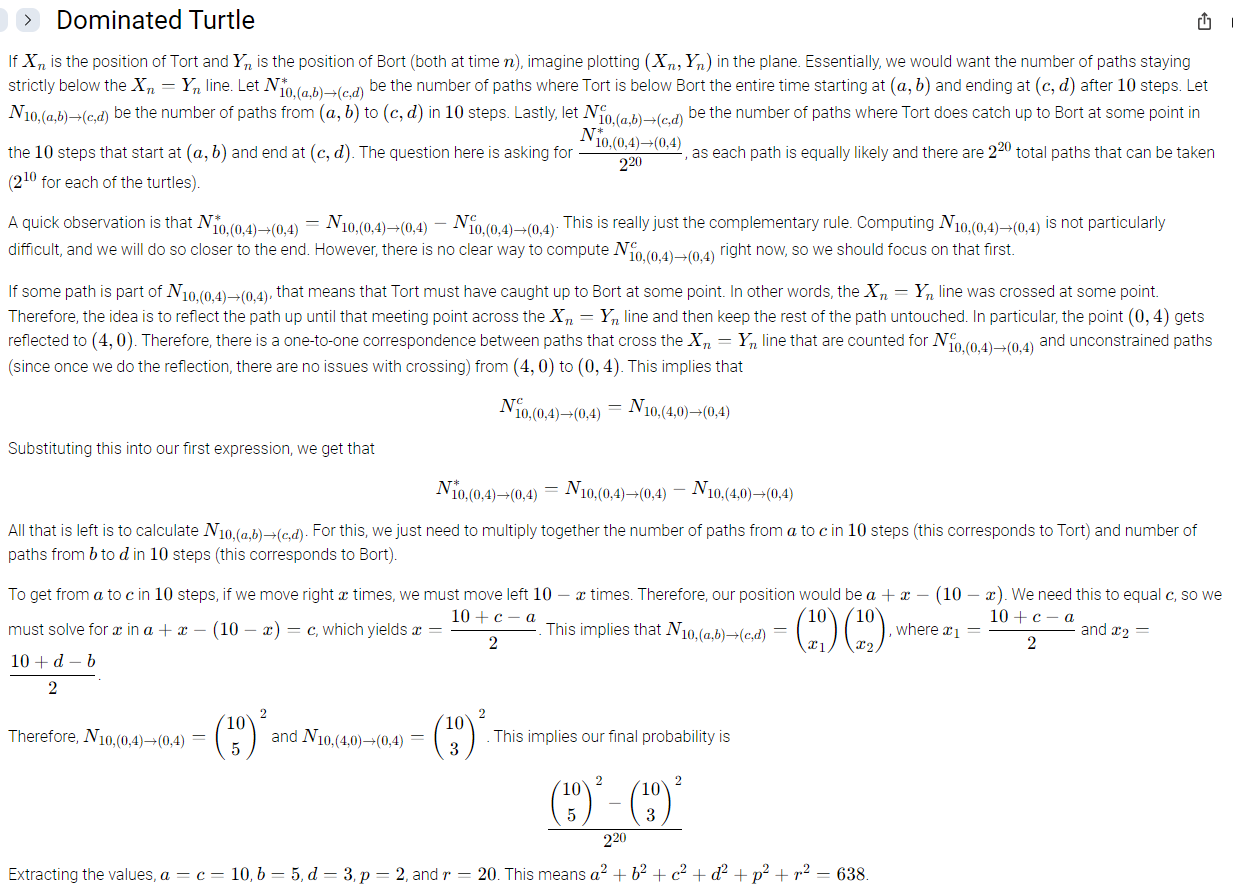 > Dominated Turtle
If $X_n$ is the position of Tort and $Y_n$ is the position of Bort (both at time $n$), imagine plotting $(X_n, Y_n)$ in the plane. Essentially, we would want the number of paths staying
strictly below the $X_n = Y_n$ line. Let $N^*_{10,(a,b)\to(c,d)}$ be the number of paths where Tort is below Bort the entire time starting at $(a, b)$ and ending at $(c, d)$ after 10 steps. Let
$N_{10,(a,b)\to(c,d)}$ be the number of paths from $(a, b)$ to $(c, d)$ in 10 steps. Lastly, let $N^c_{10,(a,b)\to(c,d)}$ be the number of paths where Tort does catch up to Bort at some point in
the 10 steps that start at $(a, b)$ and end at $(c, d)$. The question here is asking for $\frac{N^*_{10,(0,4)\to(0,4)}}{2^{20}}$, as each path is equally likely and there are $2^{20}$ total paths that can be taken
($2^{10}$ for each of the turtles).
A quick observation is that $N^*_{10,(0,4)\to(0,4)} = N_{10,(0,4)\to(0,4)} - N^c_{10,(0,4)\to(0,4)}$. This is really just the complementary rule. Computing $N_{10,(0,4)\to(0,4)}$ is not particularly
difficult, and we will do so closer to the end. However, there is no clear way to compute $N^c_{10,(0,4)\to(0,4)}$ right now, so we should focus on that first.
If some path is part of $N_{10,(0,4)\to(0,4)}$, that means that Tort must have caught up to Bort at some point. In other words, the $X_n = Y_n$ line was crossed at some point.
Therefore, the idea is to reflect the path up until that meeting point across the $X_n = Y_n$ line and then keep the rest of the path untouched. In particular, the point $(0, 4)$ gets
reflected to $(4, 0)$. Therefore, there is a one-to-one correspondence between paths that cross the $X_n = Y_n$ line that are counted for $N^c_{10,(0,4)\to(0,4)}$ and unconstrained paths
(since once we do the reflection, there are no issues with crossing) from $(4, 0)$ to $(0, 4)$. This implies that
$N^c_{10,(0,4)\to(0,4)} = N_{10,(4,0)\to(0,4)}$
Substituting this into our first expression, we get that
$N^*_{10,(0,4)\to(0,4)} = N_{10,(0,4)\to(0,4)} - N_{10,(4,0)\to(0,4)}$
All that is left is to calculate $N_{10,(a,b)\to(c,d)}$. For this, we just need to multiply together the number of paths from $a$ to $c$ in 10 steps (this corresponds to Tort) and number of
paths from $b$ to $d$ in 10 steps (this corresponds to Bort).
To get from $a$ to $c$ in 10 steps, if we move right $x$ times, we must move left $10 - x$ times. Therefore, our position would be $a + x - (10 - x)$. We need this to equal $c$, so we
must solve for $x$ in $a + x - (10 - x) = c$, which yields $x = \frac{10 + c - a}{2}$. This implies that $N_{10,(a,b)\to(c,d)} = \binom{10}{x_1}\binom{10}{x_2}$, where $x_1 = \frac{10 + c - a}{2}$ and $x_2 =$
$\frac{10 + d - b}{2}$.
Therefore, $N_{10,(0,4)\to(0,4)} = \binom{10}{5}^2$ and $N_{10,(4,0)\to(0,4)} = \binom{10}{3}^2$. This implies our final probability is
$\frac{\binom{10}{5}^2 - \binom{10}{3}^2}{2^{20}}$
Extracting the values, $a = c = 10, b = 5, d = 3, p = 2$, and $r = 20$. This means $a^2 + b^2 + c^2 + d^2 + p^2 + r^2 = 638$.